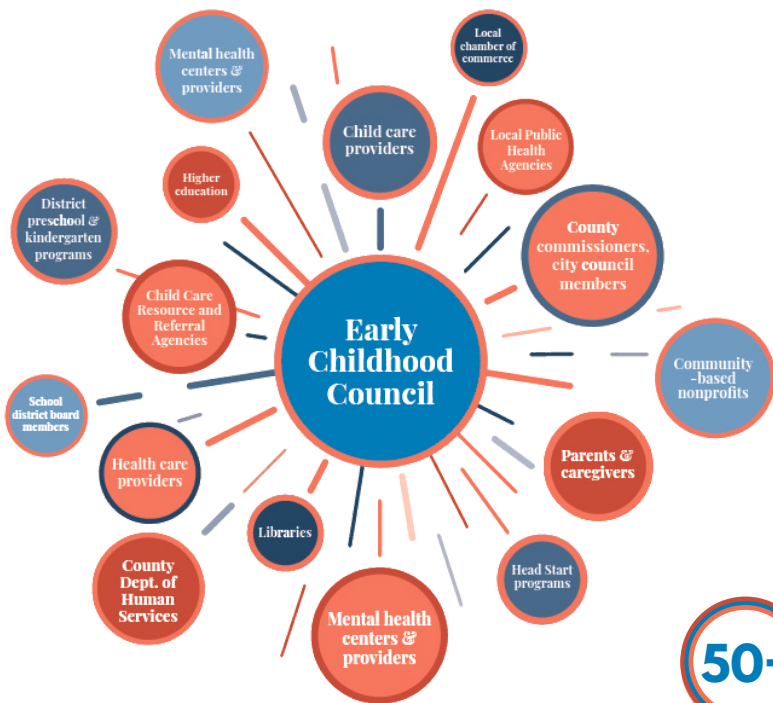 Mental health
centers &
providers
Local
chamber of
commerce
Child care
providers
Local Public
Health
Agencies
Higher
education
District
preschool &
kindergarten
programs
County
commissioners,
city council
members
Child Care
Resource and
Referral
Agencies
Early
Childhood
Council
Community
-based
nonprofits
School
district board
members
Health care
providers
Parents &
caregivers
Libraries
Head Start
programs
County
Dept. of
Human
Services
Mental health
centers &
providers
50+